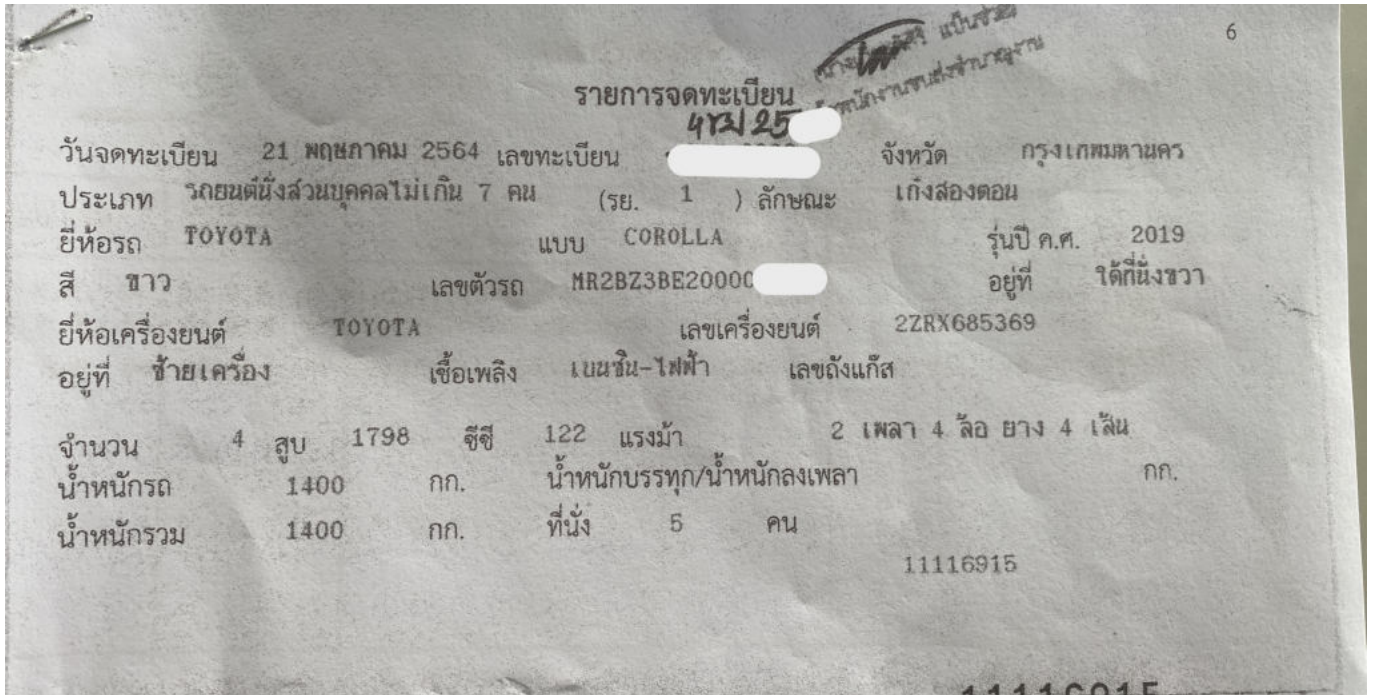 6
รายการจดทะเบียน
4ขม 25
วันจดทะเบียน 21 พฤษภาคม 2564 เลขทะเบียน จังหวัด กรุงเทพมหานคร
ประเภท รถยนต์นั่งส่วนบุคคลไม่เกิน 7 คน (รย. 1 ) ลักษณะ เก๋งสองตอน
ยี่ห้อรถ TOYOTA แบบ COROLLA รุ่นปี ค.ศ. 2019
สี ขาว เลขตัวรถ MR2BZ3BE20000 อยู่ที่ ใต้ที่นั่งขวา
ยี่ห้อเครื่องยนต์ TOYOTA เลขเครื่องยนต์ 2ZRX685369
อยู่ที่ ซ้ายเครื่อง เชื้อเพลิง เบนซิน-ไฟฟ้า เลขถังแก๊ส
จำนวน 4 สูบ 1798 ซีซี 122 แรงม้า 2 เพลา 4 ล้อ ยาง 4 เส้น
น้ำหนักรถ 1400 กก. น้ำหนักบรรทุก/น้ำหนักลงเพลา กก.
น้ำหนักรวม 1400 กก. ที่นั่ง 5 คน
11116915
11116915